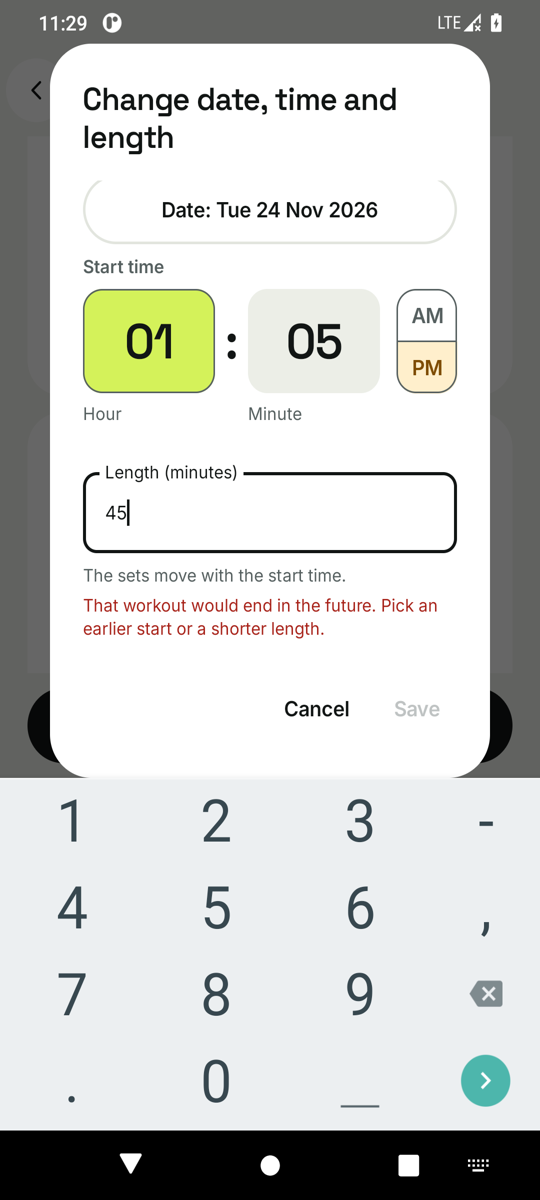 11:29
LTE
Change date, time and
length
Date: Tue 24 Nov 2026
Start time
01 : 05
AM
PM
Hour
Minute
Length (minutes)
45
The sets move with the start time.
That workout would end in the future. Pick an
earlier start or a shorter length.
Cancel
Save
1 2 3 -
4 5 6 ,
7 8 9
. 0 _